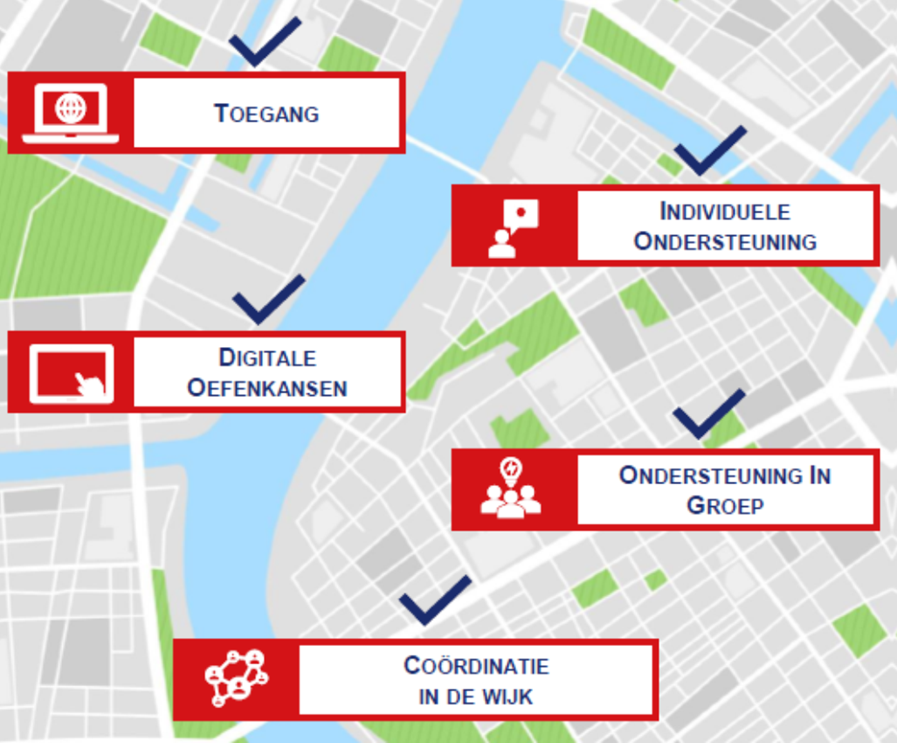 TOEGANG
INDIVIDUELE
ONDERSTEUNING
DIGITALE
OEFENKANSEN
ONDERSTEUNING IN
GROEP
COÖRDINATIE
IN DE WIJK